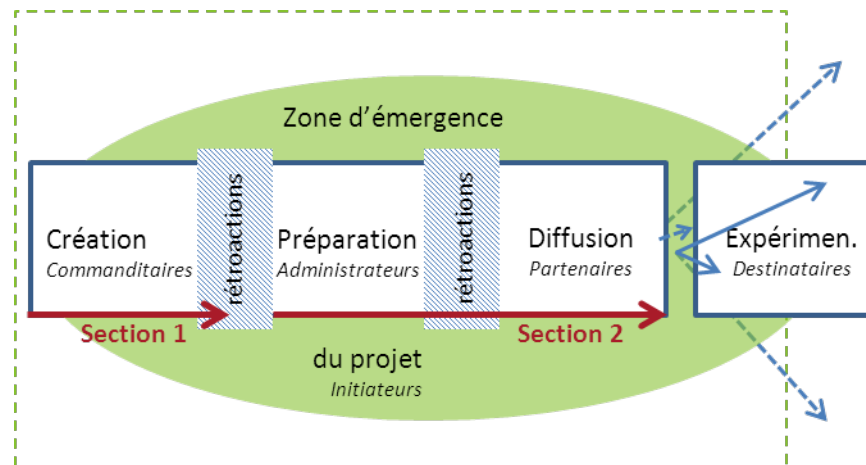 Zone d'émergence
Création
Commanditaires
rétroactions
Préparation
Administrateurs
rétroactions
Diffusion
Partenaires
Expérimen.
Destinataires
Section 1
Section 2
du projet
Initiateurs